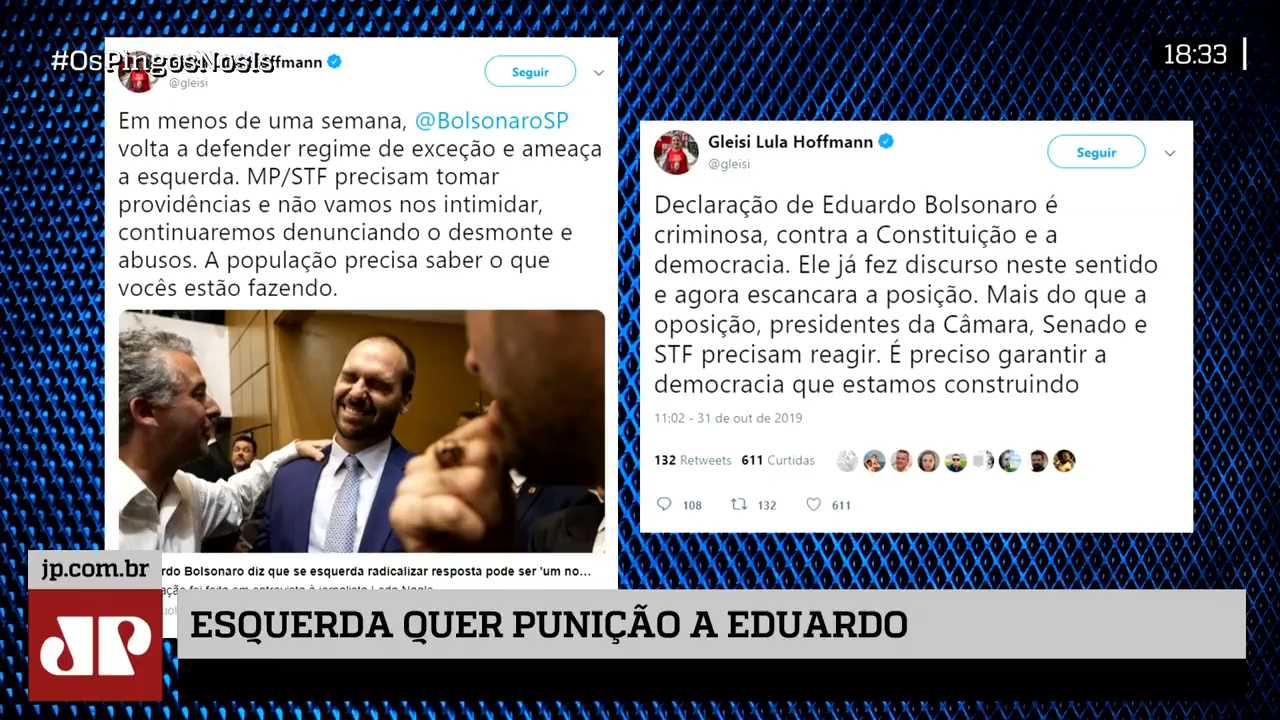 #OsPingosNosIs
18:33
ffmann
@gleisi
Seguir
Em menos de uma semana, @BolsonaroSP
volta a defender regime de exceção e ameaça
a esquerda. MP/STF precisam tomar
providências e não vamos nos intimidar,
continuaremos denunciando o desmonte e
abusos. A população precisa saber o que
vocês estão fazendo.
rdo Bolsonaro diz que se esquerda radicalizar resposta pode ser 'um no...
Gleisi Lula Hoffmann
@gleisi
Seguir
Declaração de Eduardo Bolsonaro é
criminosa, contra a Constituição e a
democracia. Ele já fez discurso neste sentido
e agora escancara a posição. Mais do que a
oposição, presidentes da Câmara, Senado e
STF precisam reagir. É preciso garantir a
democracia que estamos construindo
11:02 - 31 de out de 2019
132 Retweets 611 Curtidas
108 132 611
jp.com.br
JP
ESQUERDA QUER PUNIÇÃO A EDUARDO